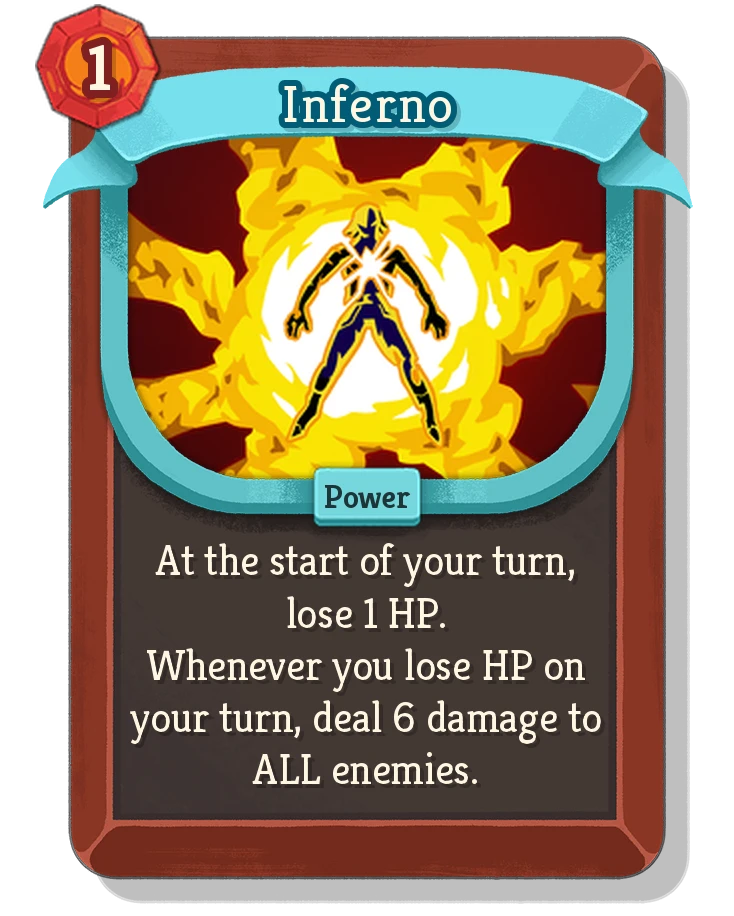 1
Inferno
Power
At the start of your turn,
lose 1 HP.
Whenever you lose HP on
your turn, deal 6 damage to
ALL enemies.